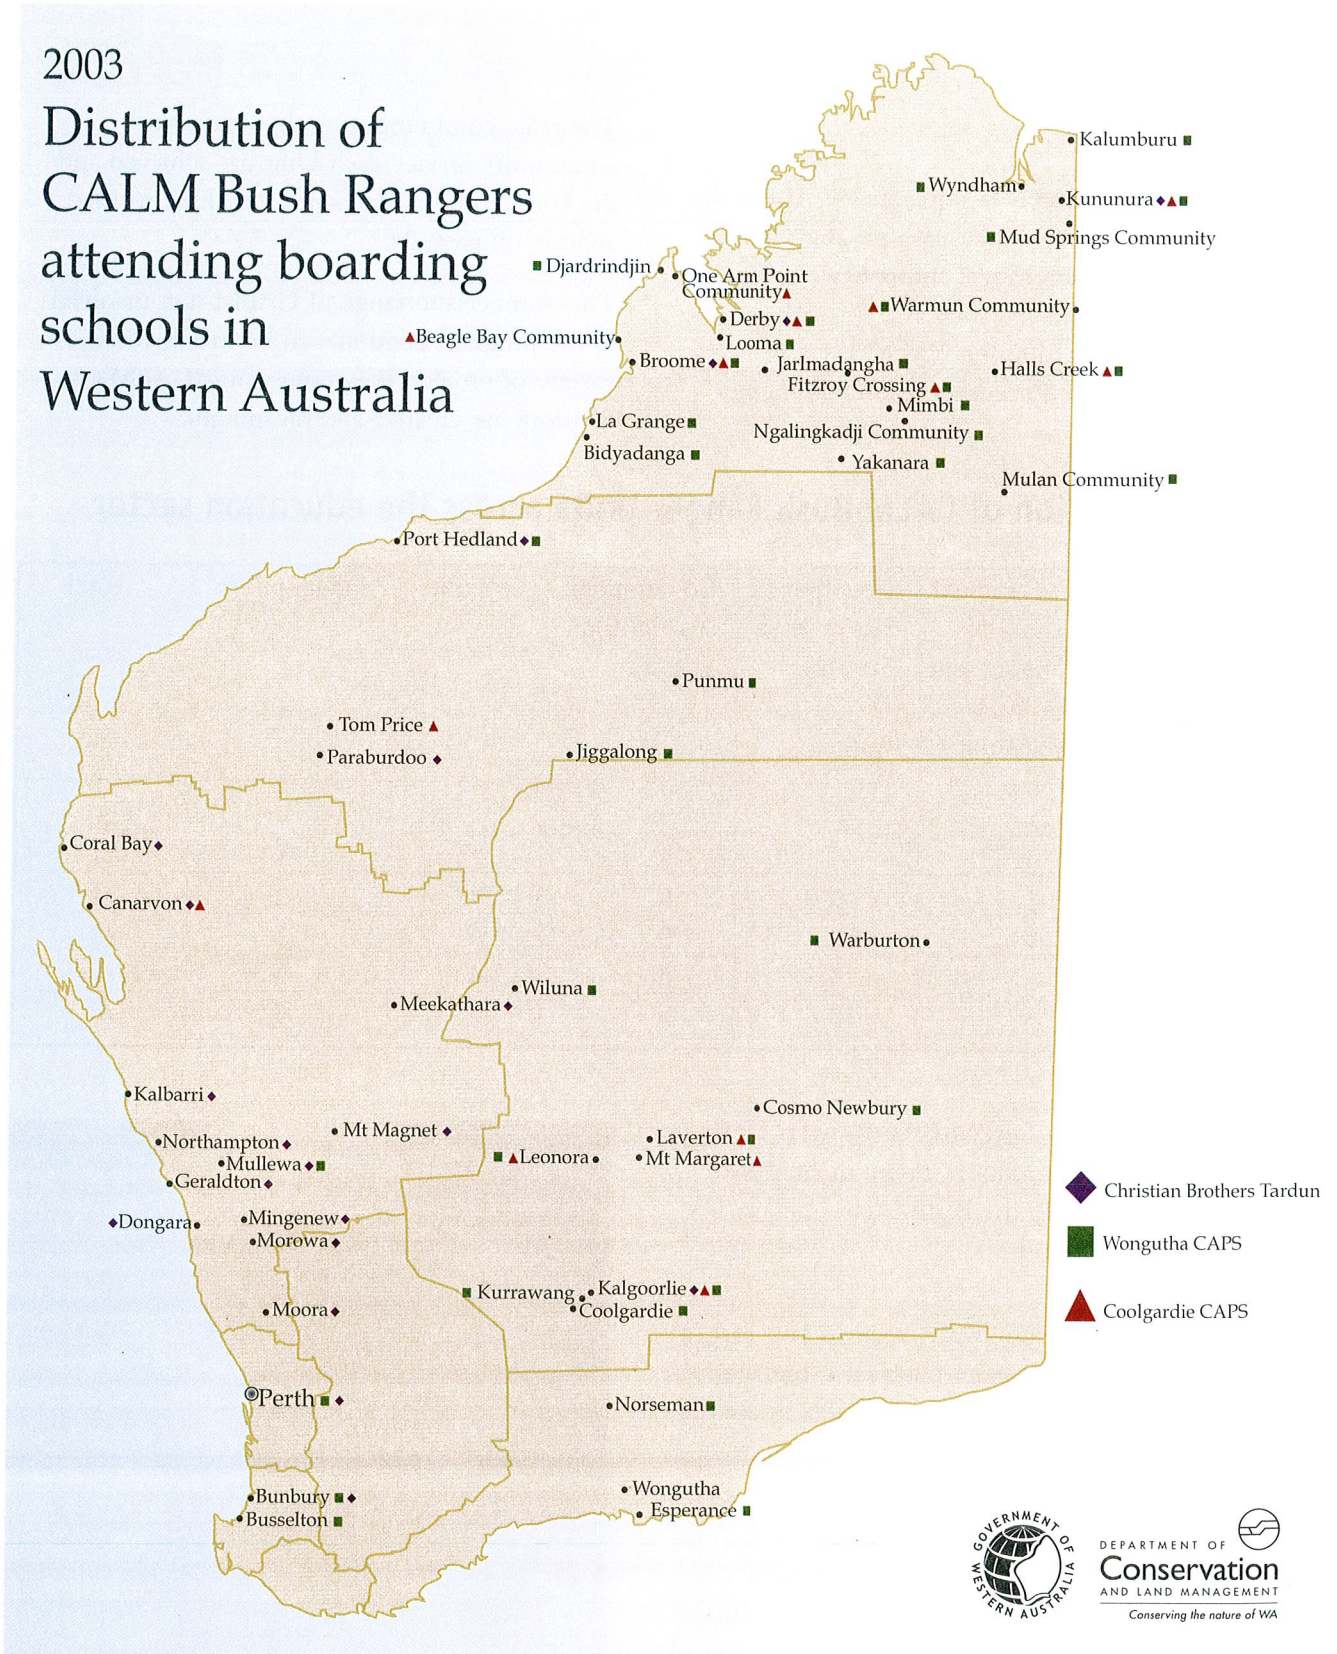 2003
Distribution of
CALM Bush Rangers
attending boarding
schools in
Western Australia
Kalumburu
Wyndham
Kununura
Mud Springs Community
Djardrindjin
One Arm Point
Community
Warmun Community
Derby
Beagle Bay Community
Looma
Broome
Jarlmadangha
Halls Creek
Fitzroy Crossing
Mimbi
La Grange
Ngalingkadji Community
Bidyadanga
Yakanara
Mulan Community
Port Hedland
Punmu
Tom Price
Paraburdoo
Jiggalong
Coral Bay
Canarvon
Warburton
Wiluna
Meekathara
Kalbarri
Cosmo Newbury
Mt Magnet
Northampton
Laverton
Mullewa
Leonora
Mt Margaret
Geraldton
Christian Brothers Tardun
Dongara
Mingenew
Morowa
Wongutha CAPS
Kurrawang
Kalgoorlie
Coolgardie
Moora
Coolgardie CAPS
Perth
Norseman
Bunbury
Wongutha
Busselton
Esperance
GOVERNMENT OF
WESTERN AUSTRALIA
DEPARTMENT OF
Conservation
AND LAND MANAGEMENT
Conserving the nature of WA